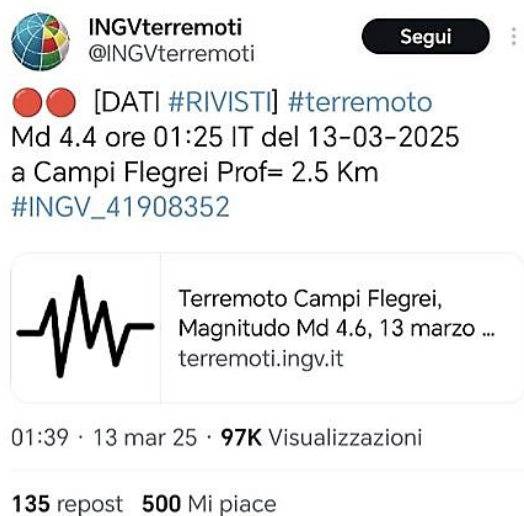 INGVterremoti
@INGVterremoti
Segui
[DATI #RIVISTI] #terremoto
Md 4.4 ore 01:25 IT del 13-03-2025
a Campi Flegrei Prof= 2.5 Km
#INGV_41908352
Terremoto Campi Flegrei,
Magnitudo Md 4.6, 13 marzo ...
terremoti.ingv.it
01:39 · 13 mar 25 · 97K Visualizzazioni
135 repost 500 Mi piace